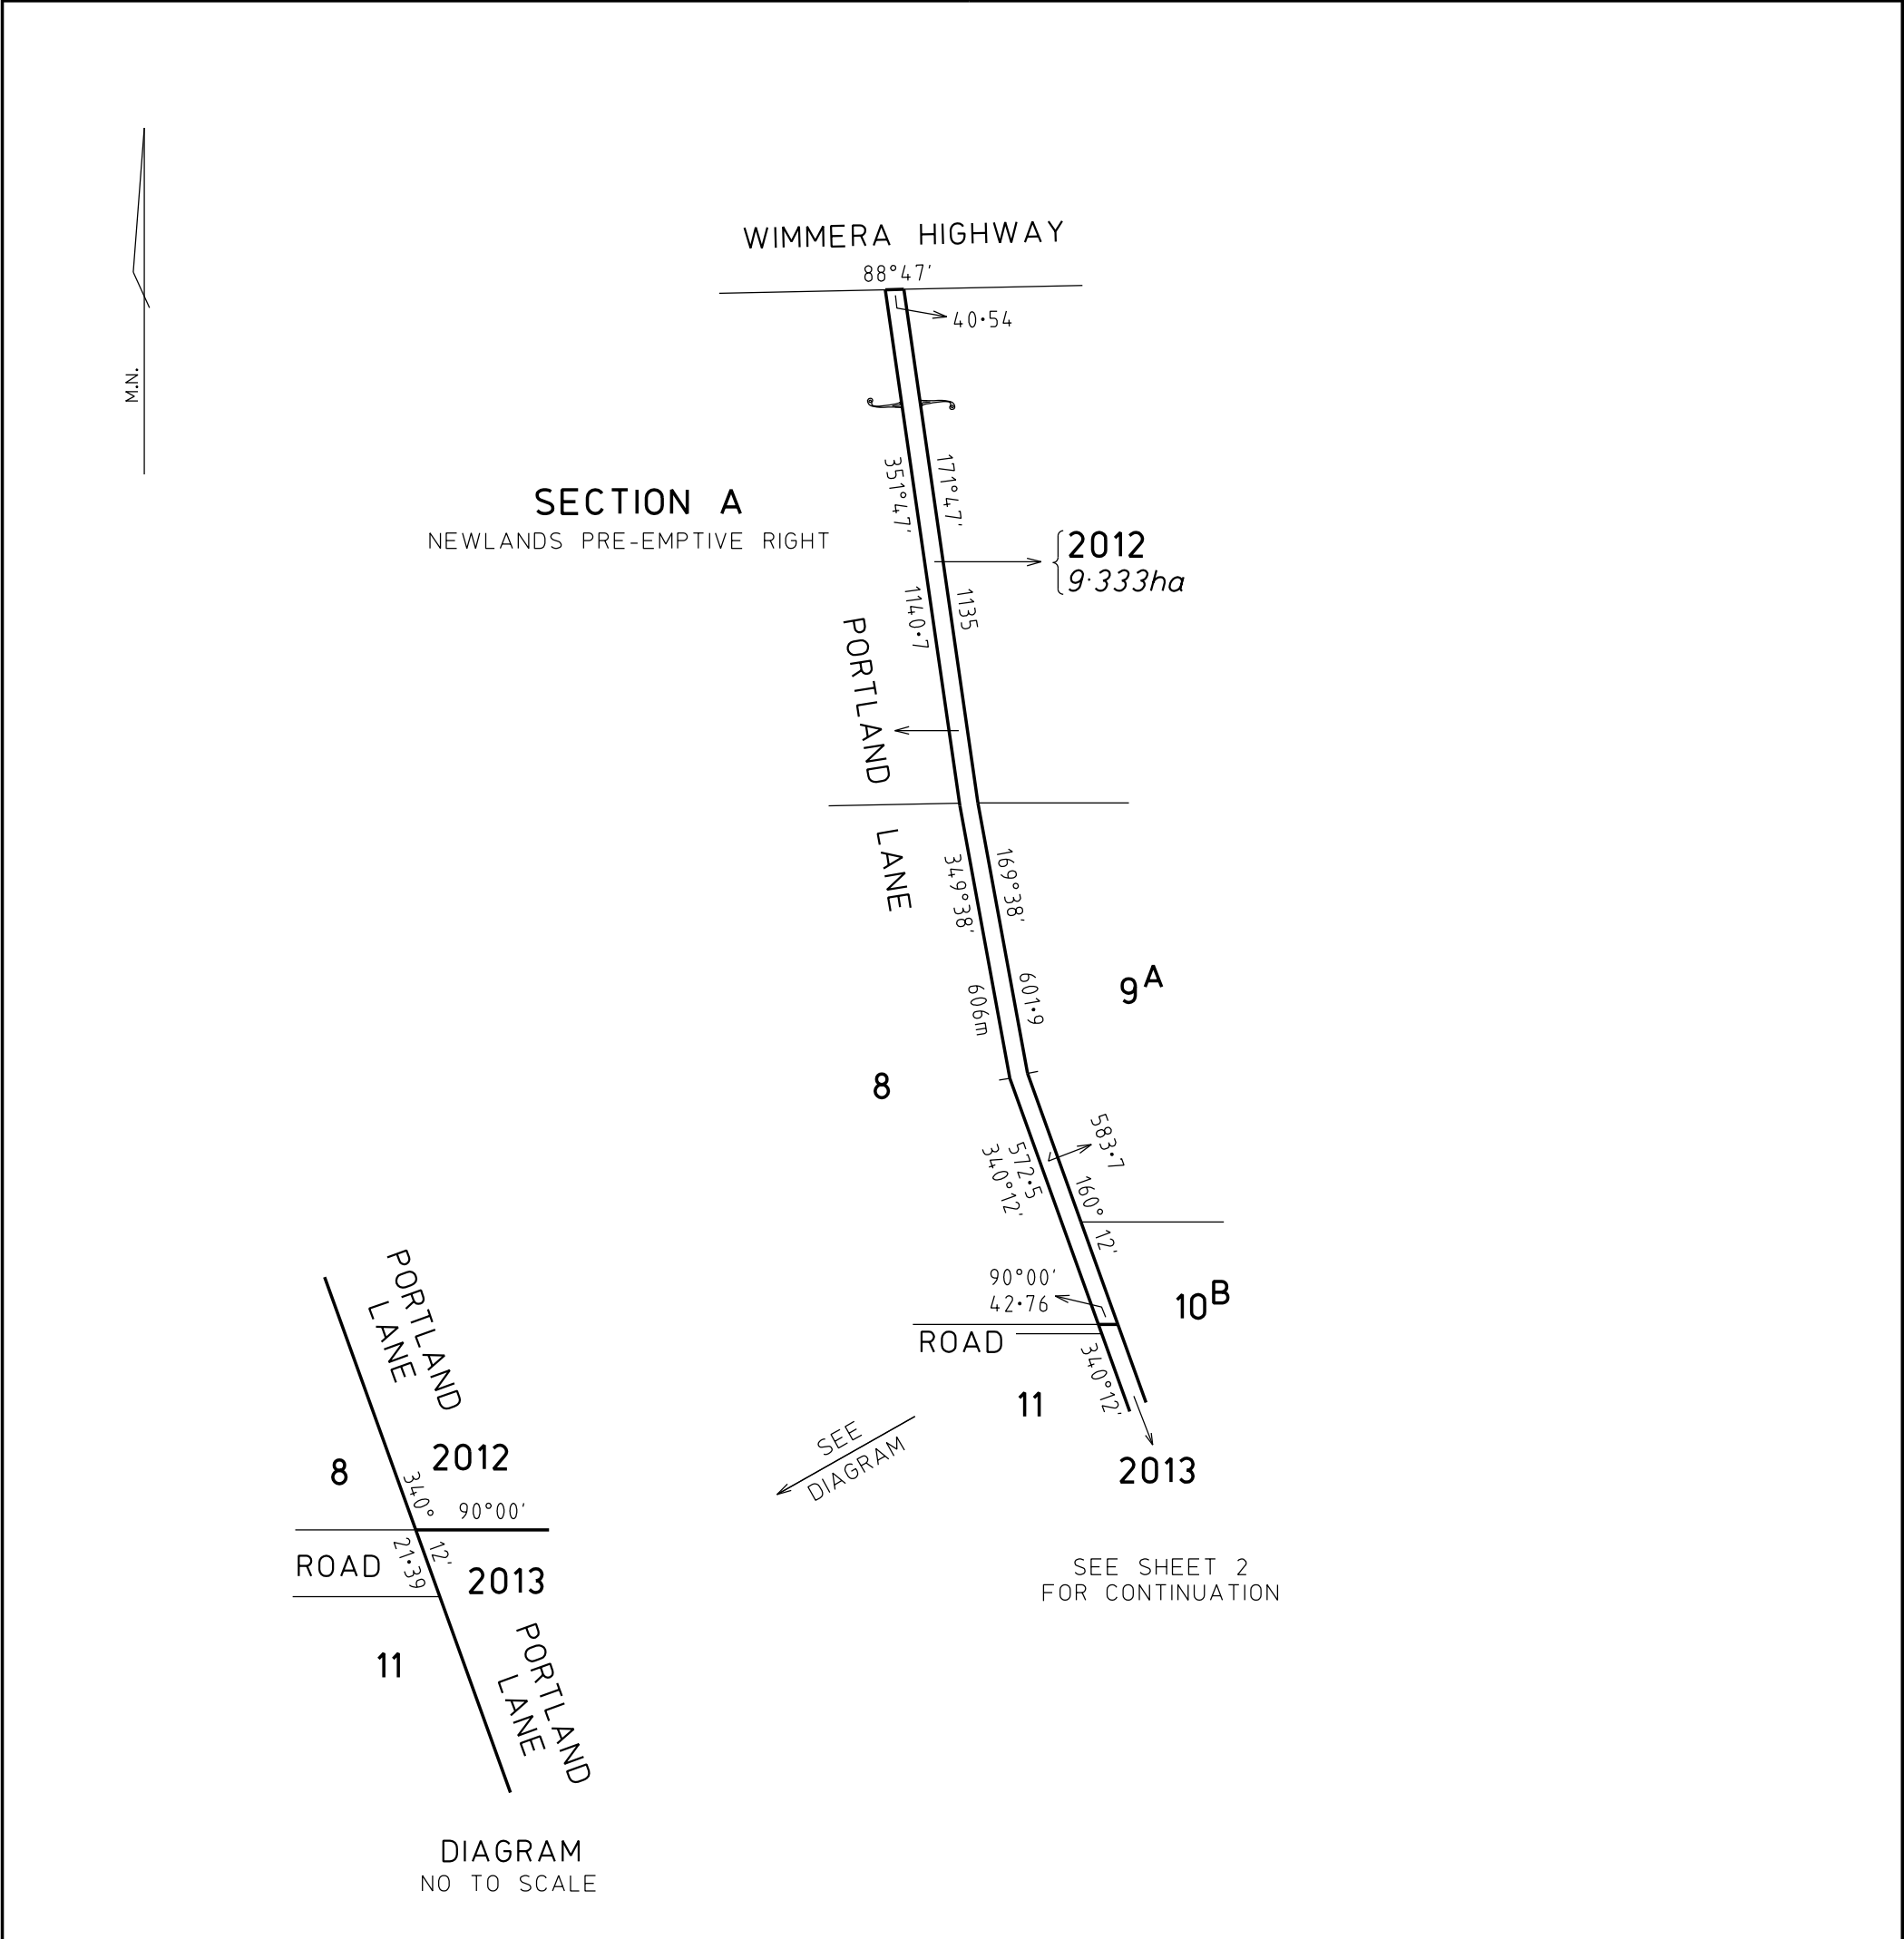 WIMMERA HIGHWAY
88°47'
40·54
M.N.
351°47'
171°47'
SECTION A
NEWLANDS PRE-EMPTIVE RIGHT
2012
9·333ha
1140·7
1135
PORTLAND LANE
349°38'
169°38'
606m
601·9
9A
8
583·7
572·5
340°12'
160° 12'
90°00'
42·76
10B
ROAD
340°12'
11
SEE
DIAGRAM
2013
SEE SHEET 2
FOR CONTINUATION
PORTLAND
LANE
8
2012
340° 12'
90°00'
ROAD
21·39
2013
11
PORTLAND
LANE
DIAGRAM
NO TO SCALE